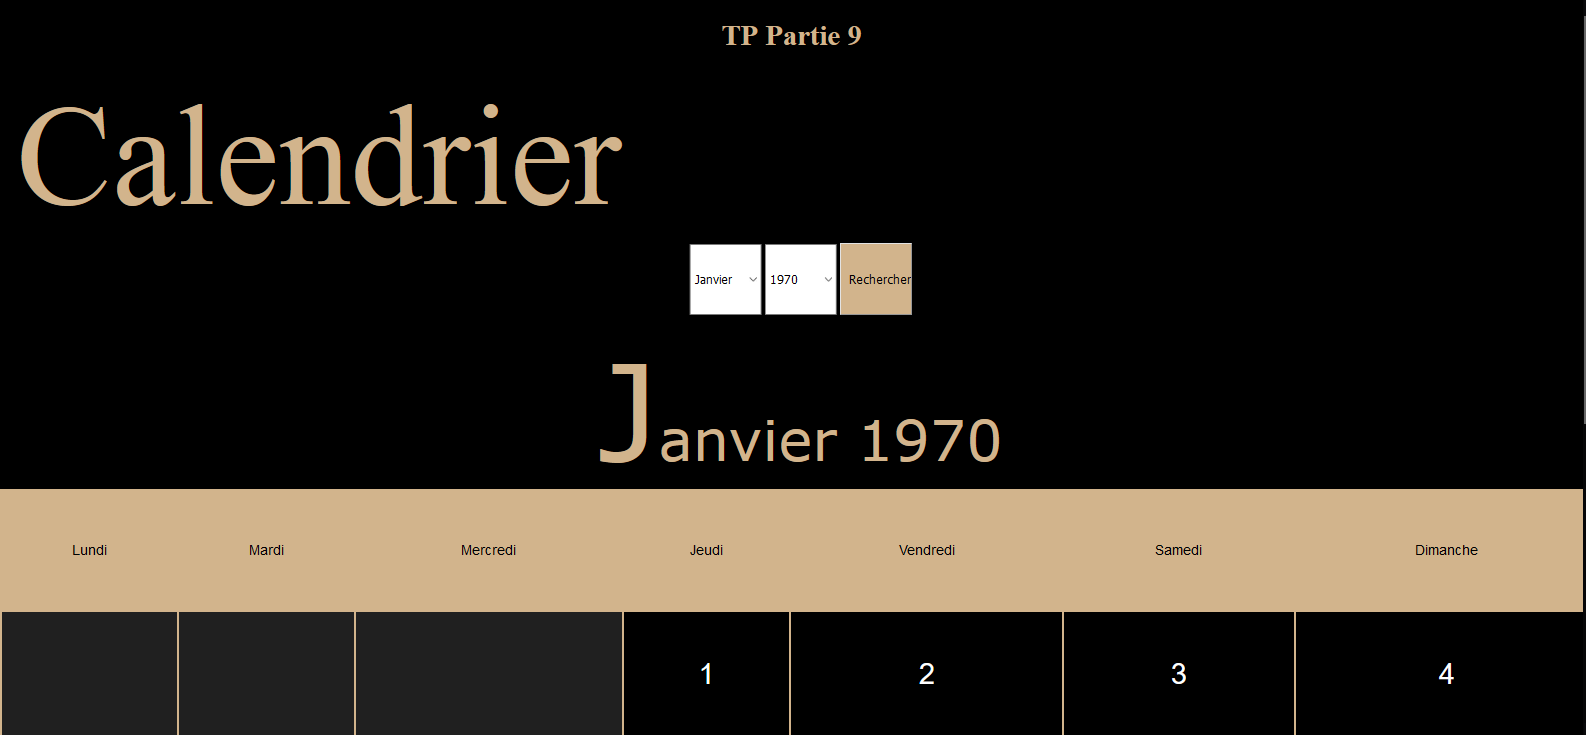 TP Partie 9
Calendrier
Janvier 1970 Rechercher
Janvier 1970
Lundi Mardi Mercredi Jeudi Vendredi Samedi Dimanche
1 2 3 4